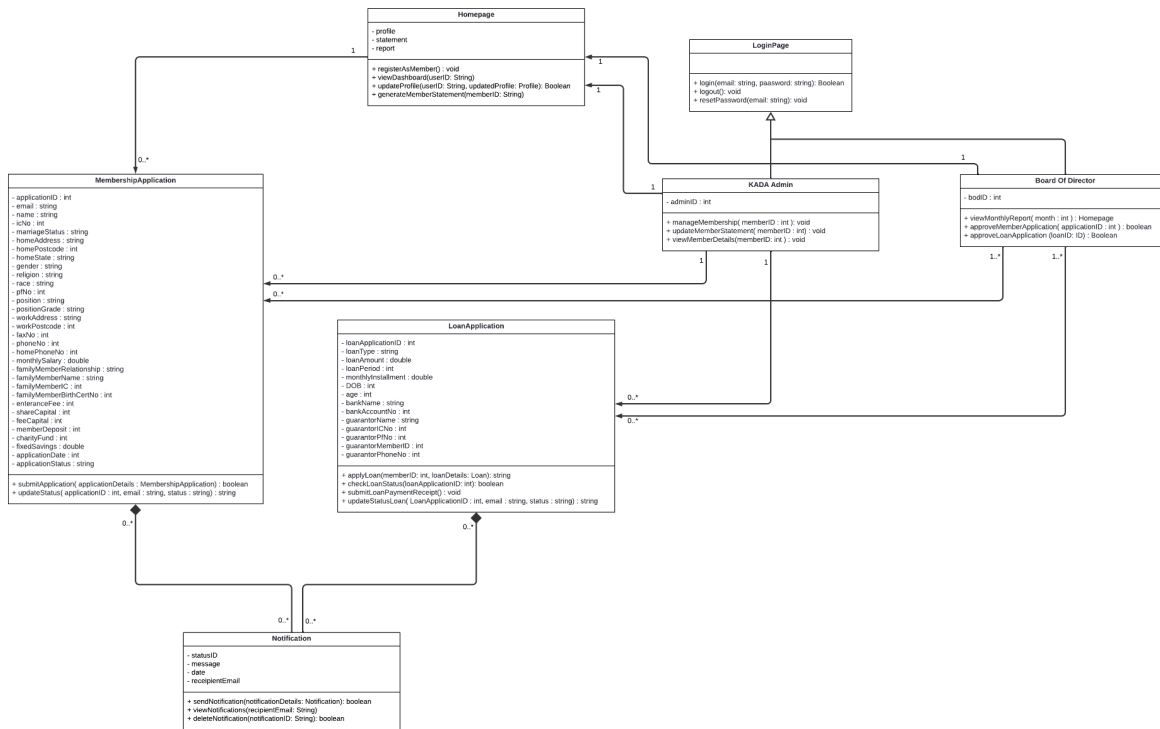 Homepage
- profile
- statement
- report
+ registerAsMember() : void
+ viewDashboard(userID: String)
+ updateProfile(userID: String, updatedProfile: Profile): Boolean
+ generateMemberStatement(memberID: String)
LoginPage
+ login(email: string, paasword: string): Boolean
+ logout(): void
+ resetPassword(email: string): void
1
1
1
1
1
0..*
MembershipApplication
- applicationID : int
- email : string
- name : string
- icNo : int
- marriageStatus : string
- homeAddress : string
- homePostcode : int
- homeState : string
- gender : string
- religion : string
- race : string
- pfNo : int
- position : string
- positionGrade : string
- workAddress : string
- workPostcode : int
- faxNo : int
- phoneNo : int
- homePhoneNo : int
- monthlySalary : double
- familyMemberRelationship : string
- familyMemberName : string
- familyMemberIC : int
- familyMemberBirthCertNo : int
- enteranceFee : int
- shareCapital : int
- feeCapital : int
- memberDeposit : int
- charityFund : int
- fixedSavings : double
- applicationDate : int
- applicationStatus : string
+ submitApplication( applicationDetails : MembershipApplication) : boolean
+ updateStatus( applicationID : int, email : string, status : string) : string
KADA Admin
- adminID : int
+ manageMembership( memberID : int ): void
+ updateMemberStatement( memberID : int) : void
+ viewMemberDetails(memberID: int ) : void
Board Of Director
- bodID : int
+ viewMonthlyReport( month : int ) : Homepage
+ approveMemberApplication( applicationID : int ) : boolean
+ approveLoanApplication (loanID: ID) : Boolean
1
1
1..*
1..*
0..*
0..*
LoanApplication
- loanApplicationID : int
- loanType : string
- loanAmount : double
- loanPeriod : int
- monthlyInstallment : double
- DOB : int
- age : int
- bankName : string
- bankAccountNo : int
- guarantorName : string
- guarantorICNo : int
- guarantorPfNo : int
- guarantorMemberID : int
- guarantorPhoneNo : int
+ applyLoan(memberID: int, loanDetails: Loan): string
+ checkLoanStatus(loanApplicationID: int): boolean
+ submitLoanPaymentReceipt() : void
+ updateStatusLoan( LoanApplicationID : int, email : string, status : string) : string
0..*
0..*
0..*
0..*
0..*
0..*
Notification
- statusID
- message
- date
- receipientEmail
+ sendNotification(notificationDetails: Notification): boolean
+ viewNotifications(recipientEmail: String)
+ deleteNotification(notificationID: String): boolean